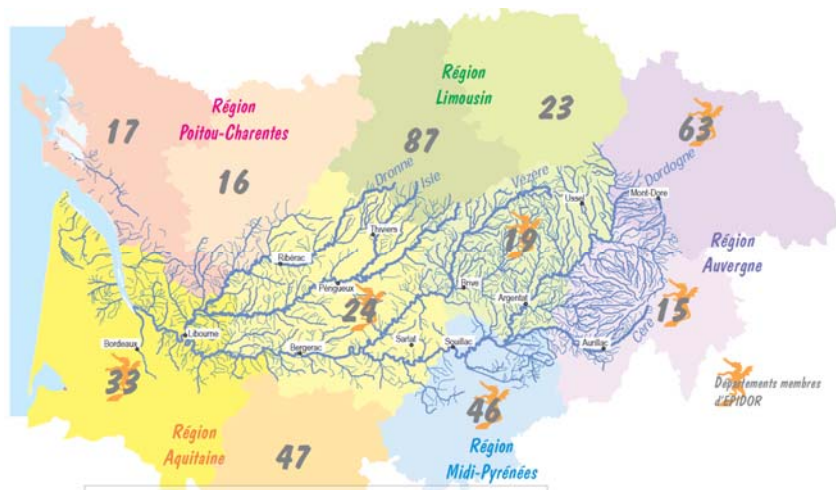 17
Région
Poitou-Charentes
16
Région
Limousin
87
23
63
Dronne
Isle
Vézère
Dordogne
Ussel
Mont-Dore
Thiviers
19
Ribérac
Région
Auvergne
Périgueux
24
Brive
Argentat
15
Cère
Libourne
Bordeaux
Bergerac
Sarlat
Souillac
Aurillac
33
46
Départements membres
d'EPIDOR
Région
Aquitaine
47
Région
Midi-Pyrénées